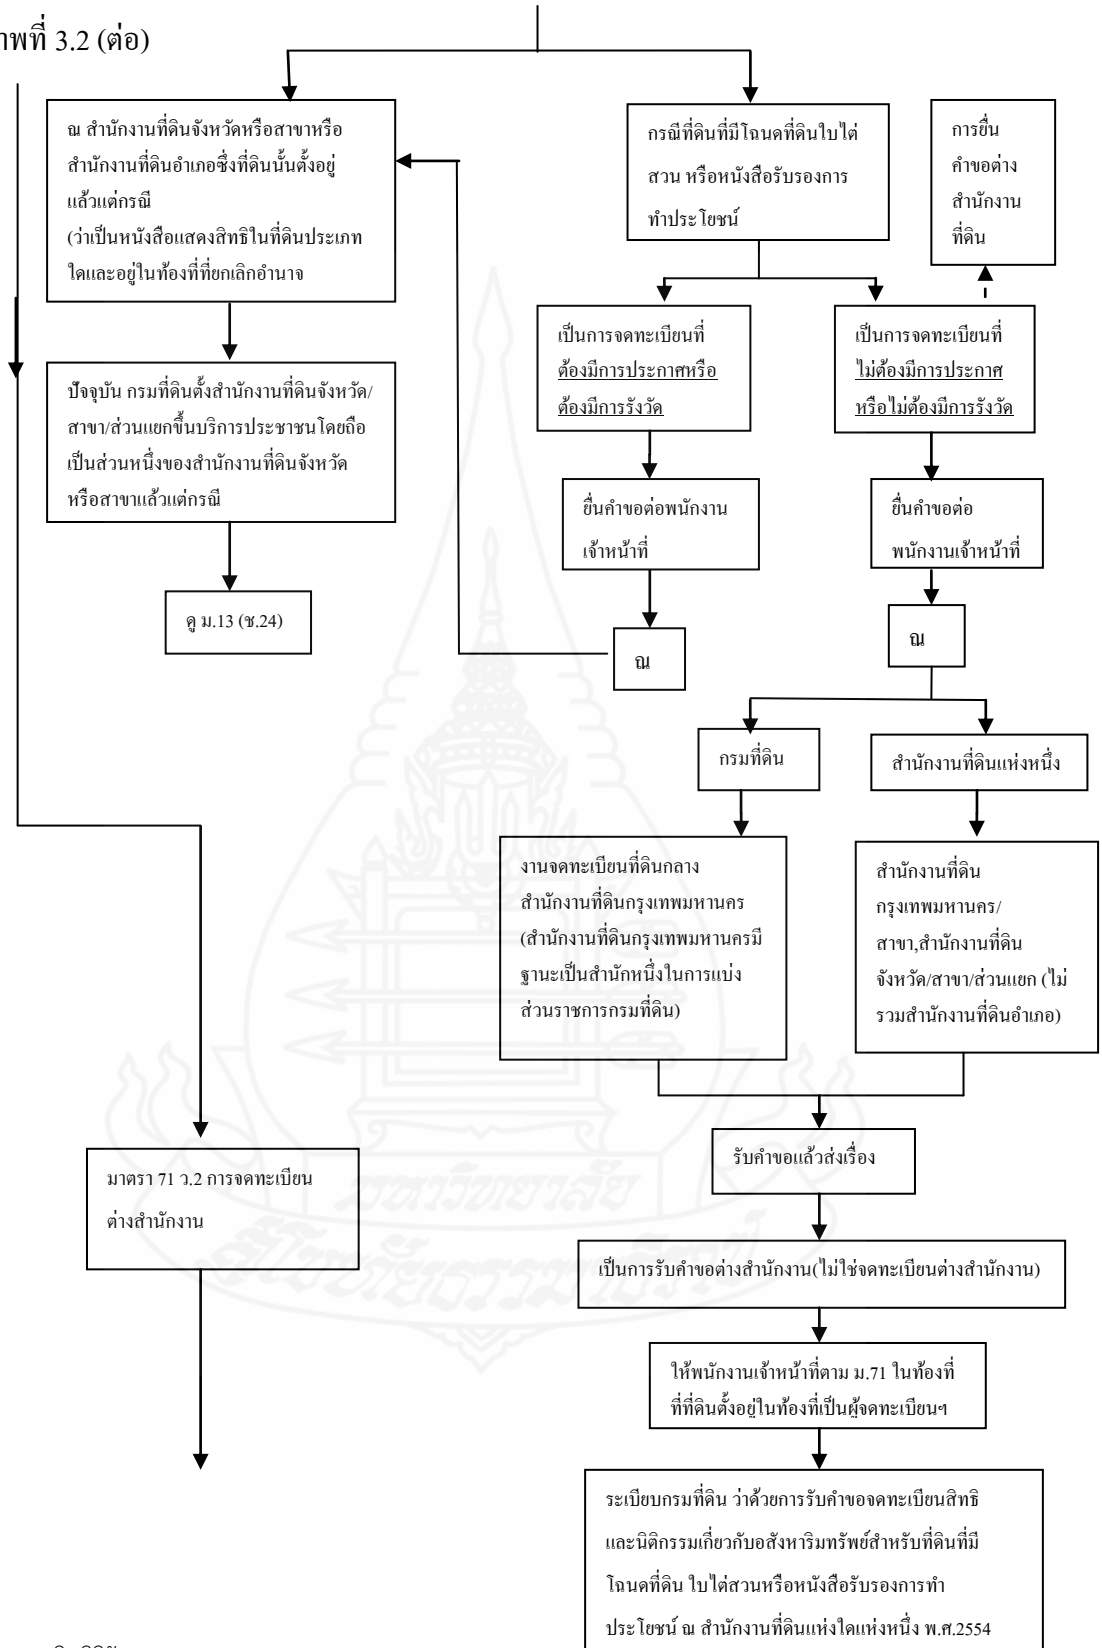 าพที่ 3.2 (ต่อ)
ณ สำนักงานที่ดินจังหวัดหรือสาขาหรือ
สำนักงานที่ดินอำเภอซึ่งที่ดินนั้นตั้งอยู่
แล้วแต่กรณี
(ว่าเป็นหนังสือแสดงสิทธิในที่ดินประเภท
ใดและอยู่ในท้องที่ที่ยกเลิกอำนาจ
กรณีที่ดินที่มีโฉนดที่ดินใบไต่
สวน หรือหนังสือรับรองการ
ทำประโยชน์
การยื่น
คำขอต่าง
สำนักงาน
ที่ดิน
เป็นการจดทะเบียนที่
ต้องมีการประกาศหรือ
ต้องมีการรังวัด
เป็นการจดทะเบียนที่
ไม่ต้องมีการประกาศ
หรือไม่ต้องมีการรังวัด
ปัจจุบัน กรมที่ดินตั้งสำนักงานที่ดินจังหวัด/
สาขา/ส่วนแยกขึ้นบริการประชาชนโดยถือ
เป็นส่วนหนึ่งของสำนักงานที่ดินจังหวัด
หรือสาขาแล้วแต่กรณี
ยื่นคำขอต่อพนักงาน
เจ้าหน้าที่
ยื่นคำขอต่อ
พนักงานเจ้าหน้าที่
ดู ม.13 (ช.24)
ณ
ณ
กรมที่ดิน
สำนักงานที่ดินแห่งหนึ่ง
งานจดทะเบียนที่ดินกลาง
สำนักงานที่ดินกรุงเทพมหานคร
(สำนักงานที่ดินกรุงเทพมหานครมี
ฐานะเป็นสำนักหนึ่งในการแบ่ง
ส่วนราชการกรมที่ดิน)
สำนักงานที่ดิน
กรุงเทพมหานคร/
สาขา,สำนักงานที่ดิน
จังหวัด/สาขา/ส่วนแยก (ไม่
รวมสำนักงานที่ดินอำเภอ)
รับคำขอแล้วส่งเรื่อง
มาตรา 71 ว.2 การจดทะเบียน
ต่างสำนักงาน
เป็นการรับคำขอต่างสำนักงาน(ไม่ใช่จดทะเบียนต่างสำนักงาน)
ให้พนักงานเจ้าหน้าที่ตาม ม.71 ในท้องที่
ที่ที่ดินตั้งอยู่ในท้องที่เป็นผู้จดทะเบียนฯ
ระเบียบกรมที่ดิน ว่าด้วยการรับคำขอจดทะเบียนสิทธิ
และนิติกรรมเกี่ยวกับอสังหาริมทรัพย์สำหรับที่ดินที่มี
โฉนดที่ดิน ใบไต่สวนหรือหนังสือรับรองการทำ
ประโยชน์ ณ สำนักงานที่ดินแห่งใดแห่งหนึ่ง พ.ศ.2554
มหาวิทยาลัย
สุโขทัยธรรมาธิราช